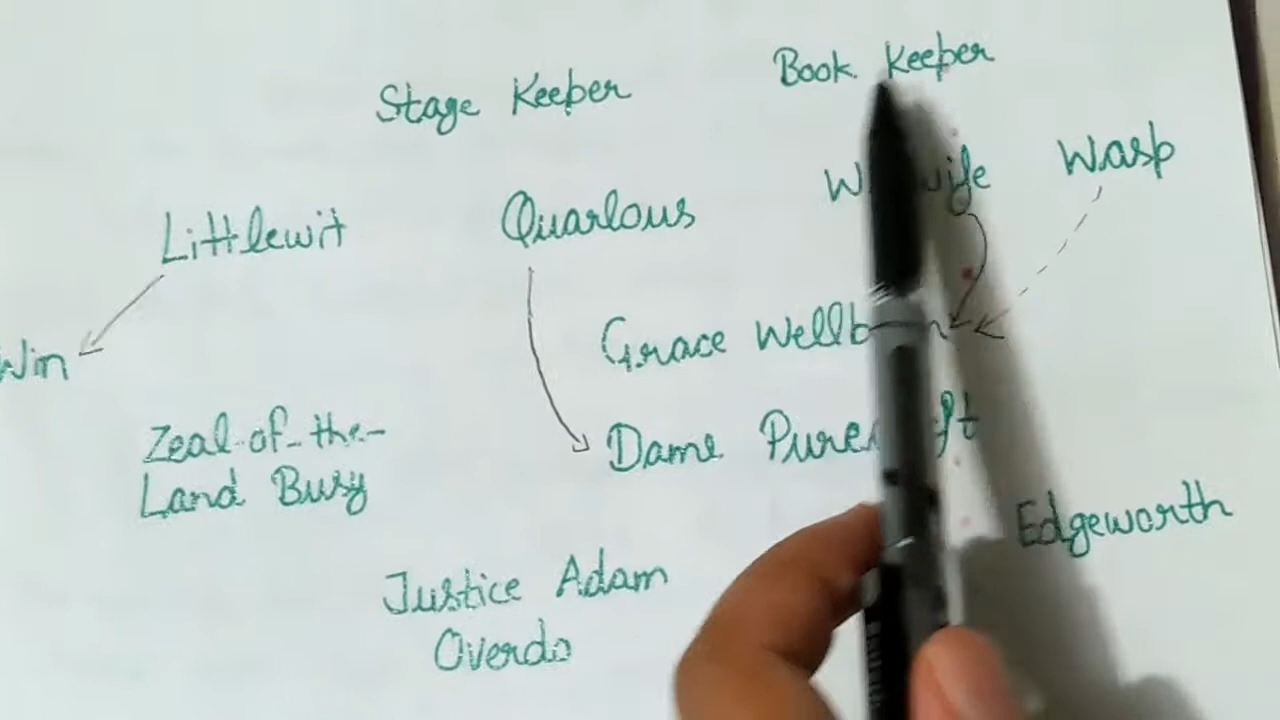 Stage Keeper
Book Keeper
Littlewit
Quarlous
Wasp
Win
Grace
Zeal-of-the-
Land Busy
Dame
Edgeworth
Justice Adam
Overdo